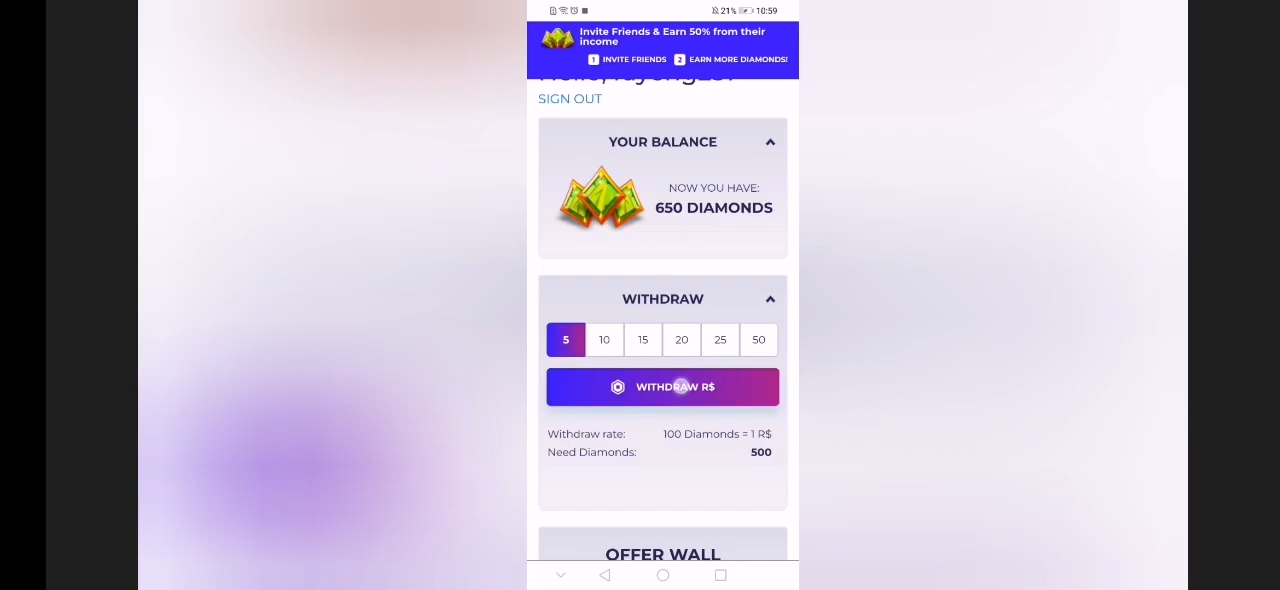 21% 10:59
Invite Friends & Earn 50% from their
income
1 INVITE FRIENDS 2 EARN MORE DIAMONDS!
SIGN OUT
YOUR BALANCE
NOW YOU HAVE:
650 DIAMONDS
WITHDRAW
5 10 15 20 25 50
WITHDRAW R$
Withdraw rate: 100 Diamonds = 1 R$
Need Diamonds: 500
OFFER WALL